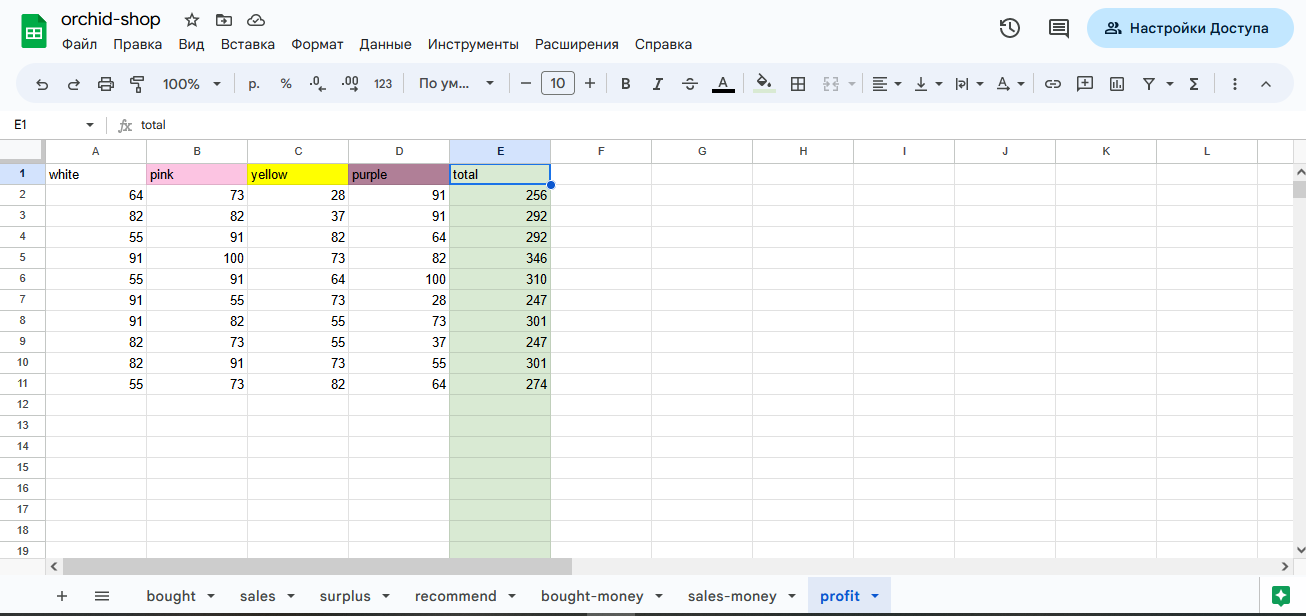 orchid-shop
Файл Правка Вид Вставка Формат Данные Инструменты Расширения Справка
Настройки Доступа
100% р. % .0 .00 123 По ум... 10 B I A A Σ
E1 fx total
A B C D E F G H I J K L
1 white pink yellow purple total
2 64 73 28 91 256
3 82 82 37 91 292
4 55 91 82 64 292
5 91 100 73 82 346
6 55 91 64 100 310
7 91 55 73 28 247
8 91 82 55 73 301
9 82 73 55 37 247
10 82 91 73 55 301
11 55 73 82 64 274
12
13
14
15
16
17
18
19
bought sales surplus recommend bought-money sales-money profit